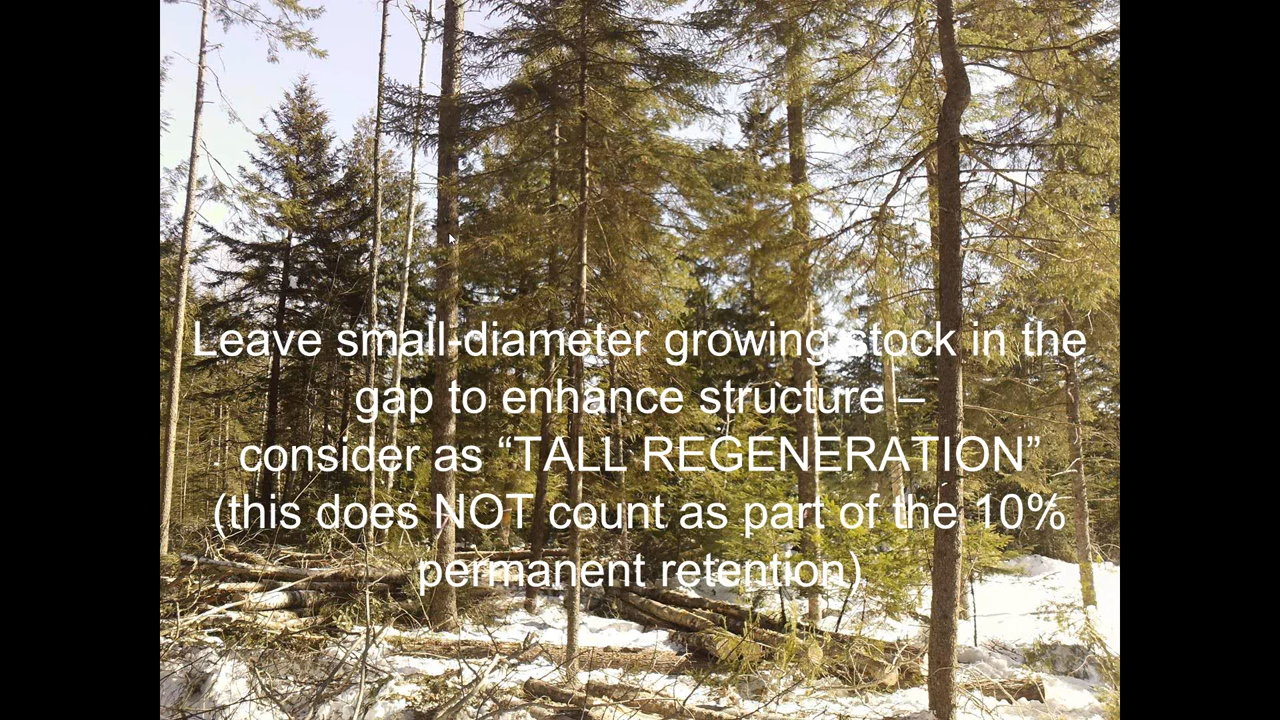 Leave small-diameter growing stock in the
gap to enhance structure –
consider as “TALL REGENERATION”
(this does NOT count as part of the 10%
permanent retention)